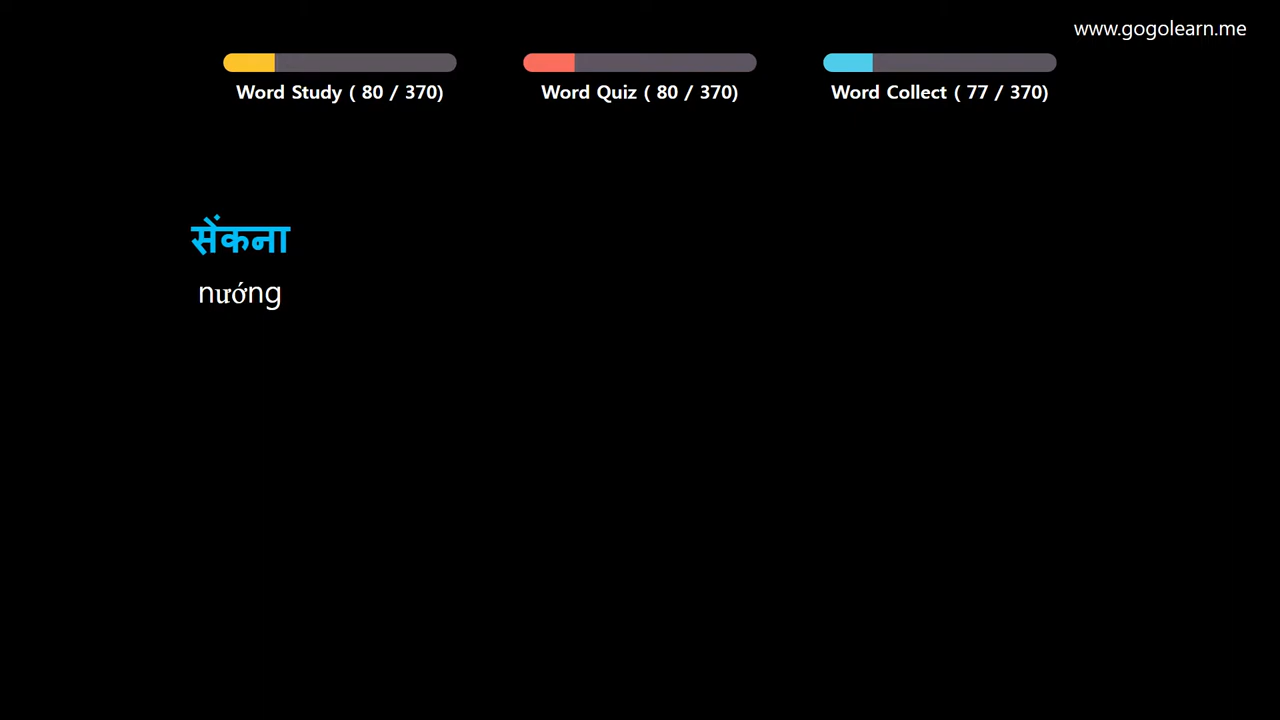 www.gogolearn.me
Word Study ( 80 / 370)
Word Quiz ( 80 / 370)
Word Collect ( 77 / 370)
सेंकना
nướng